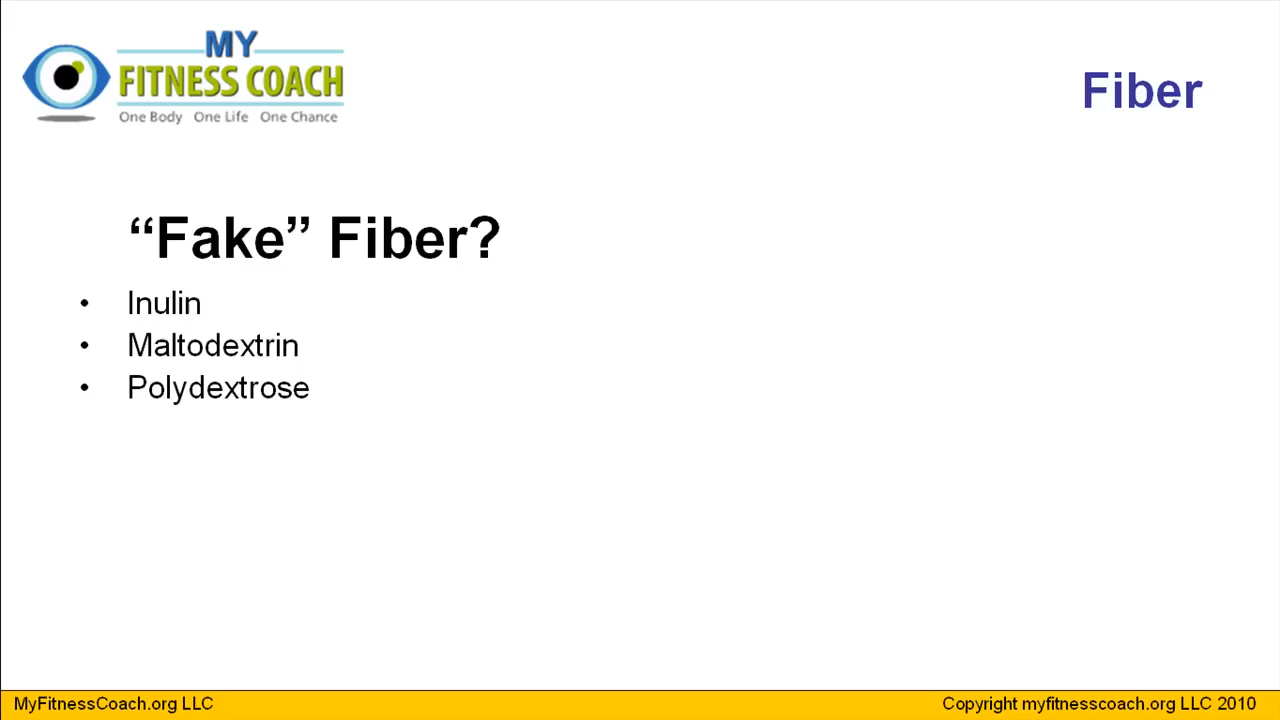 MY
FITNESS COACH
One Body One Life One Chance
Fiber
“Fake” Fiber?
• Inulin
• Maltodextrin
• Polydextrose
MyFitnessCoach.org LLC
Copyright myfitnesscoach.org LLC 2010